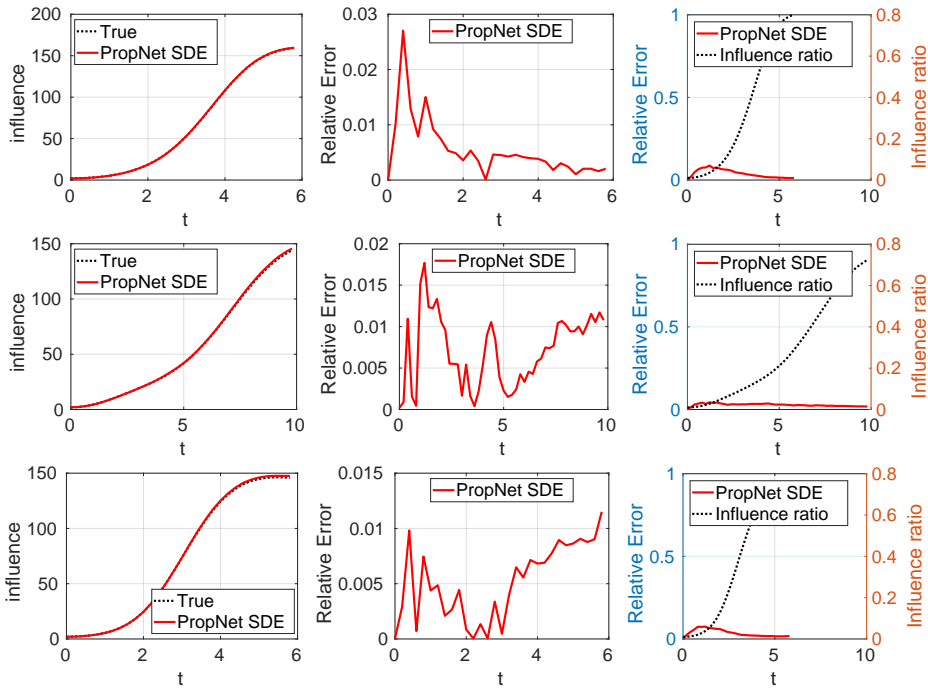 200
150
100
50
0
influence
True
PropNet SDE
0 2 4 6
t
0.03
0.02
0.01
0
Relative Error
PropNet SDE
0 2 4 6
t
1
0.5
0
Relative Error
PropNet SDE
Influence ratio
0.8
0.6
0.4
0.2
0
Influence ratio
0 5 10
t
150
100
50
0
influence
True
PropNet SDE
0 5 10
t
0.02
0.015
0.01
0.005
0
Relative Error
PropNet SDE
0 5 10
t
1
0.5
0
Relative Error
PropNet SDE
Influence ratio
0.8
0.6
0.4
0.2
0
Influence ratio
0 5 10
t
150
100
50
0
influence
True
PropNet SDE
0 2 4 6
t
0.015
0.01
0.005
0
Relative Error
PropNet SDE
0 2 4 6
t
1
0.5
0
Relative Error
PropNet SDE
Influence ratio
0.8
0.6
0.4
0.2
0
Influence ratio
0 5 10
t